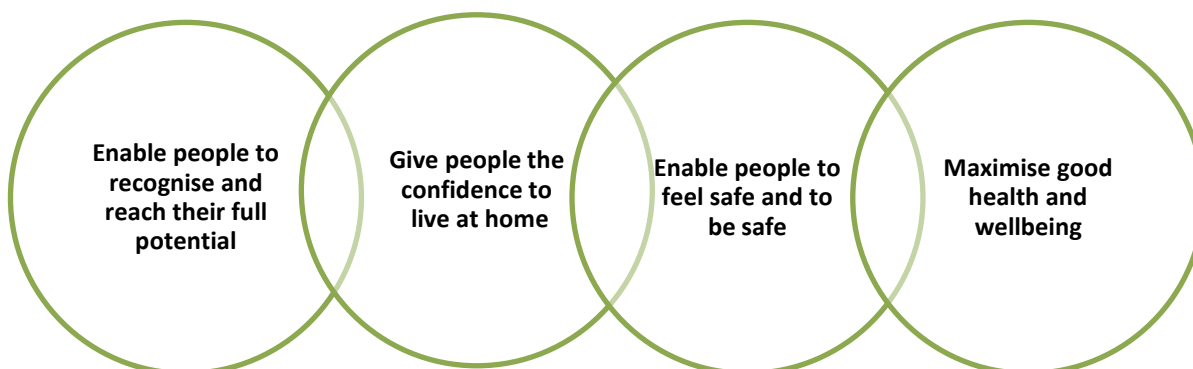 Enable people to
recognise and
reach their full
potential
Give people the
confidence to
live at home
Enable people to
feel safe and to
be safe
Maximise good
health and
wellbeing